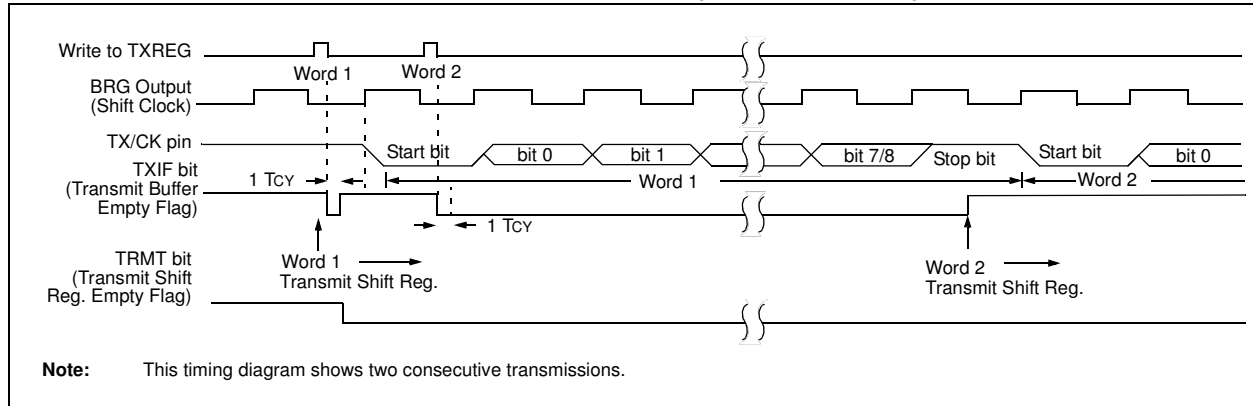 Write to TXREG
Word 1 Word 2
BRG Output
(Shift Clock)
TX/CK pin
Start bit bit 0 bit 1 bit 7/8 Stop bit Start bit bit 0
TXIF bit
(Transmit Buffer
Empty Flag)
1 TCY
Word 1 Word 2
1 TCY
Word 1
Transmit Shift Reg.
Word 2
Transmit Shift Reg.
TRMT bit
(Transmit Shift
Reg. Empty Flag)
Note: This timing diagram shows two consecutive transmissions.